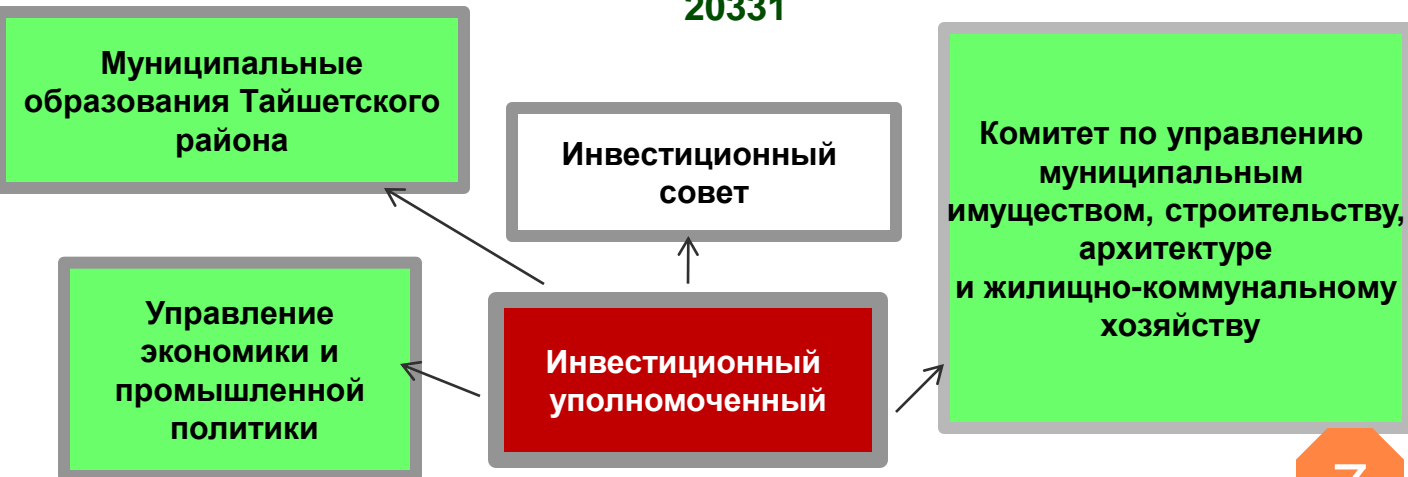 20331
Муниципальные
образования Тайшетского
района
Инвестиционный
совет
Комитет по управлению
муниципальным
имуществом, строительству,
архитектуре
и жилищно-коммунальному
хозяйству
Управление
экономики и
промышленной
политики
Инвестиционный
уполномоченный
7